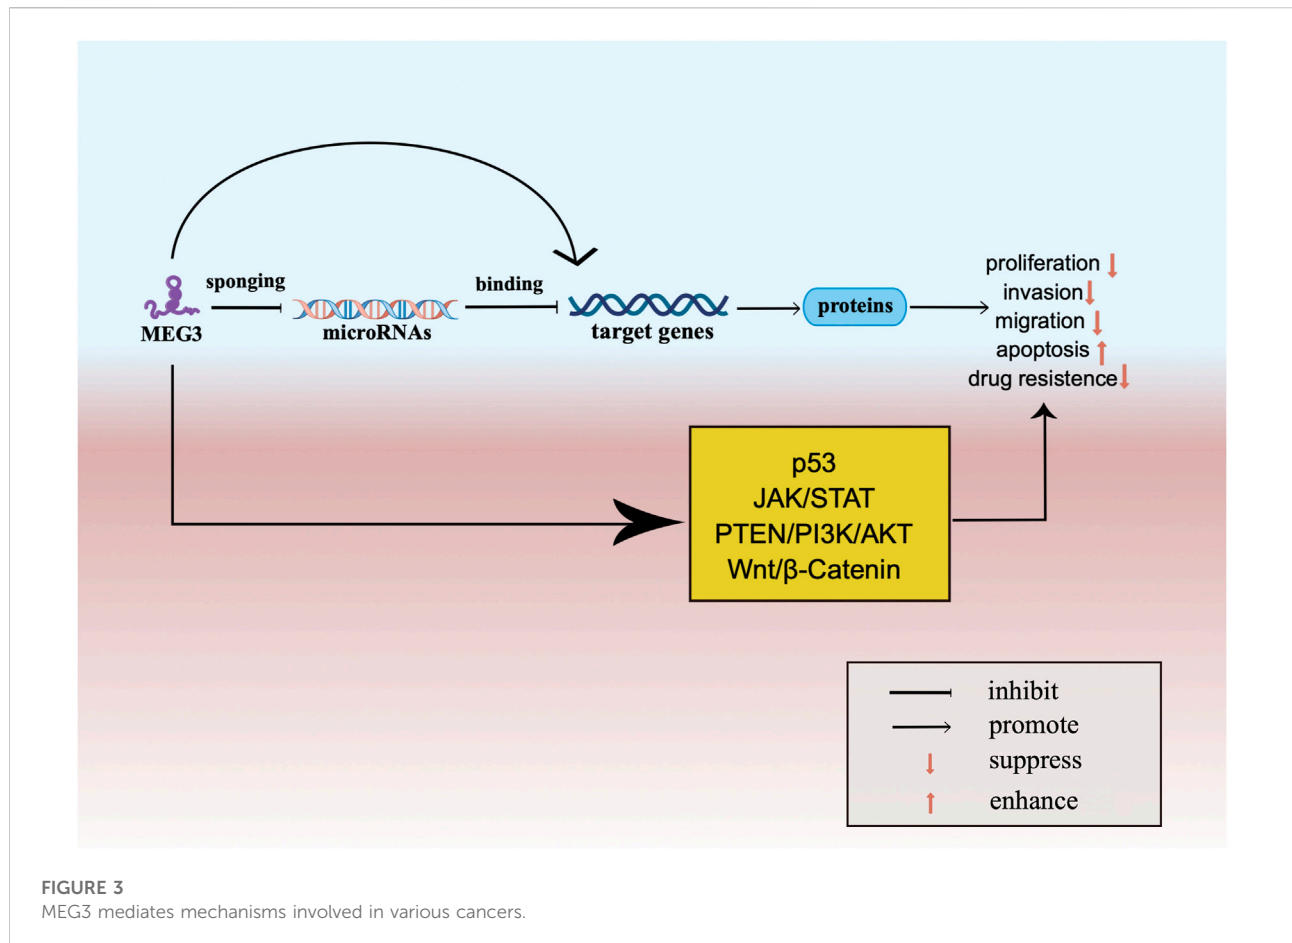 sponging
MEG3
microRNAs
binding
target genes
proteins
proliferation
invasion
migration
apoptosis
drug resistence
p53
JAK/STAT
PTEN/PI3K/AKT
Wnt/β-Catenin
inhibit
promote
suppress
enhance
FIGURE 3
MEG3 mediates mechanisms involved in various cancers.